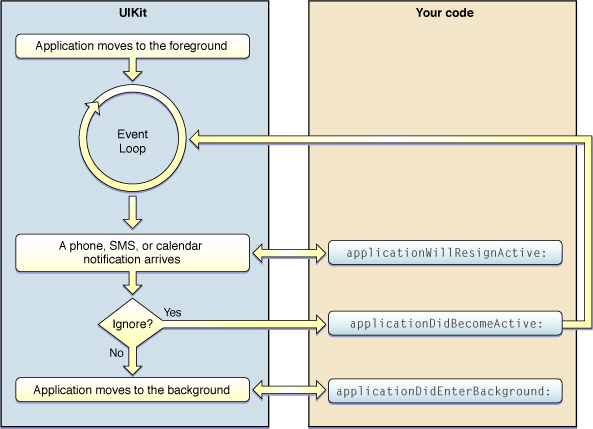 UIKit
Your code
Application moves to the foreground
Event
Loop
A phone, SMS, or calendar
notification arrives
applicationWillResignActive:
Ignore?
Yes
applicationDidBecomeActive:
No
Application moves to the background
applicationDidEnterBackground: